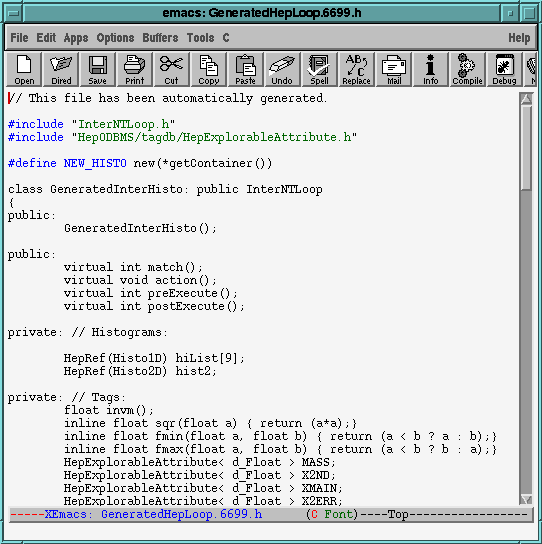 emacs: GeneratedHepLoop.6699.h
File Edit Apps Options Buffers Tools C Help
Open Dired Save Print Cut Copy Paste Undo Spell Replace Mail Info Compile Debug
// This file has been automatically generated.
#include "InterNTLoop.h"
#include "HepODBMS/tagdb/HepExplorableAttribute.h"
#define NEW_HISTO new(*getContainer())
class GeneratedInterHisto: public InterNTLoop
{
public:
GeneratedInterHisto();
public:
virtual int match();
virtual void action();
virtual int preExecute();
virtual int postExecute();
private: // Histograms:
HepRef(Histo1D) hiList[9];
HepRef(Histo2D) hist2;
private: // Tags:
float invm();
inline float sqr(float a) { return (a*a);}
inline float fmin(float a, float b) { return (a < b ? a : b);}
inline float fmax(float a, float b) { return (a < b ? b : a);}
HepExplorableAttribute< d_Float > MASS;
HepExplorableAttribute< d_Float > X2ND;
HepExplorableAttribute< d_Float > XMAIN;
HepExplorableAttribute< d_Float > X2ERR;
-----XEmacs: GeneratedHepLoop.6699.h (C Font)----Top------------------